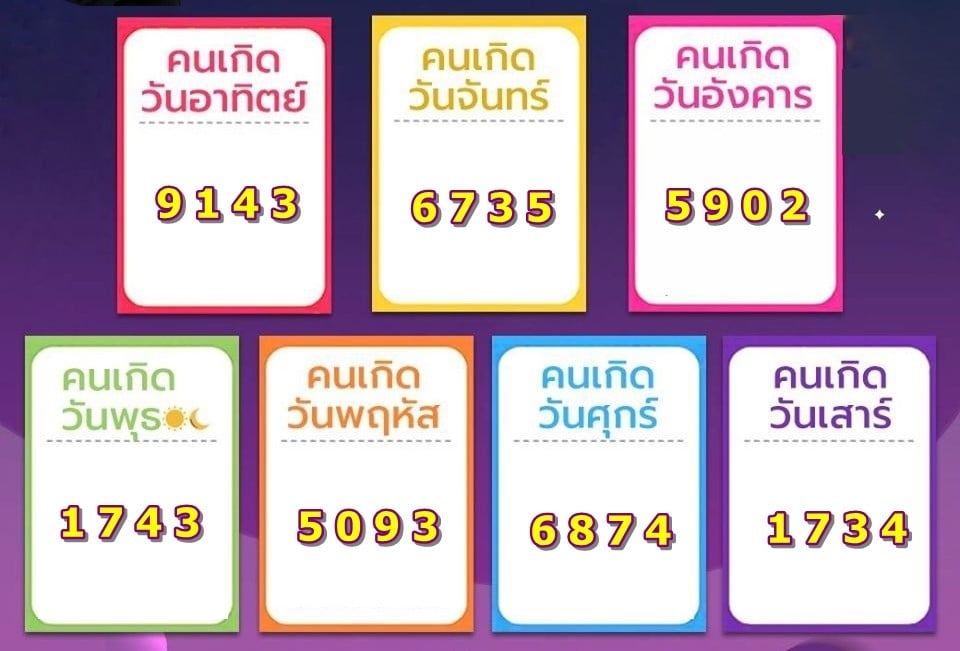 คนเกิด
วันอาทิตย์
9143
คนเกิด
วันจันทร์
6735
คนเกิด
วันอังคาร
5902
คนเกิด
วันพุธ
1743
คนเกิด
วันพฤหัส
5093
คนเกิด
วันศุกร์
6874
คนเกิด
วันเสาร์
1734